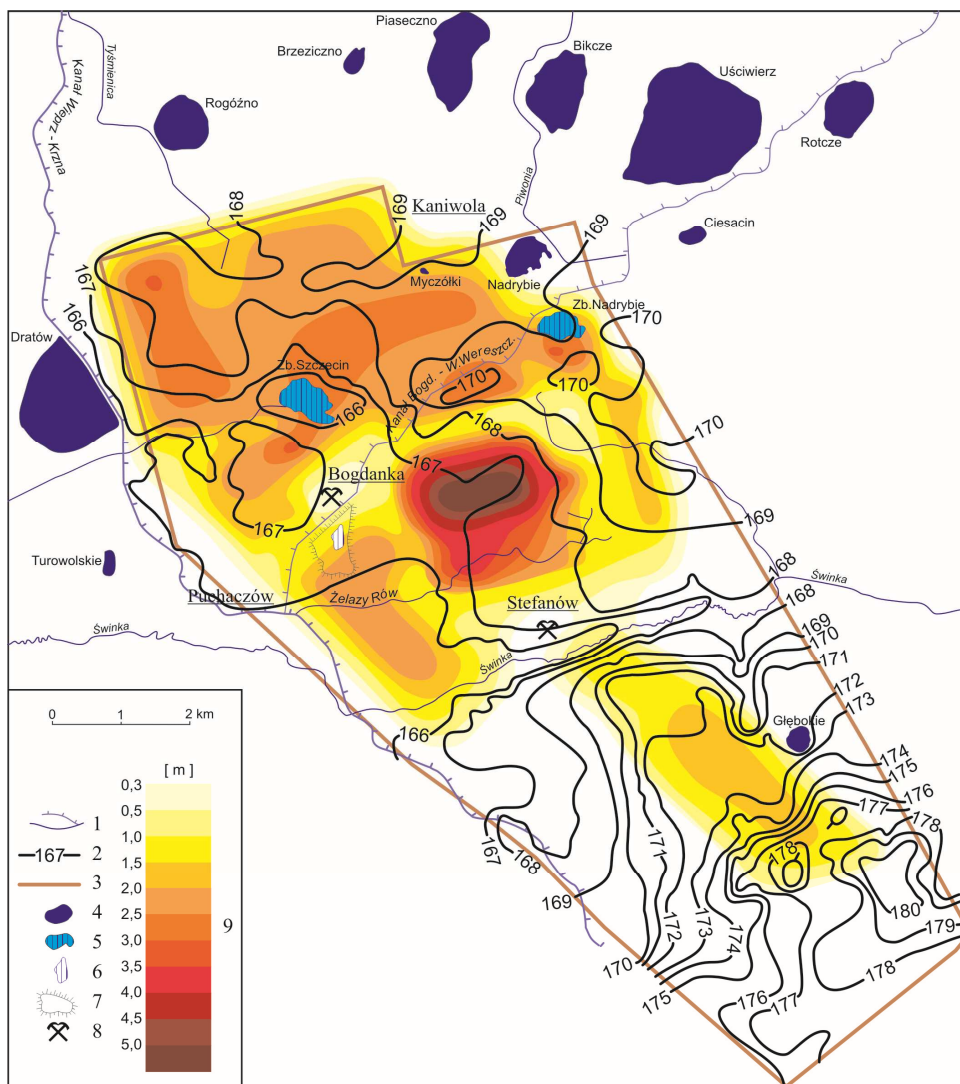 Piaseczno
Brzeziczno
Bikcze
Uściwierz
Tyśmienica
Kanał Wieprz - Krzna
Rogóźno
Rotcze
Piwonia
168
Kaniwola
169
169
169
Ciesacin
167
Myczółki
Nadrybie
166
Zb.Nadrybie
170
Dratów
Zb.Szczecin
Kanał Bogd. - W.Wereszcz.
170
170
166
168
170
Bogdanka
167
167
169
Turowolskie
168
Puchaczów
Żelazy Rów
Stefanów
Świnka
168
Świnka
169
Świnka
170
171
172
173
Głębokie
166
174
175
176
177
178
167
168
171
178
169
172
173
174
180
179
170
175
176
177
178
0 1 2 km
[ m ]
0,3
0,5
1,0
1,5
2,0
2,5
3,0
3,5
4,0
4,5
5,0
1
167 2
3
4
5
6
7
8
9